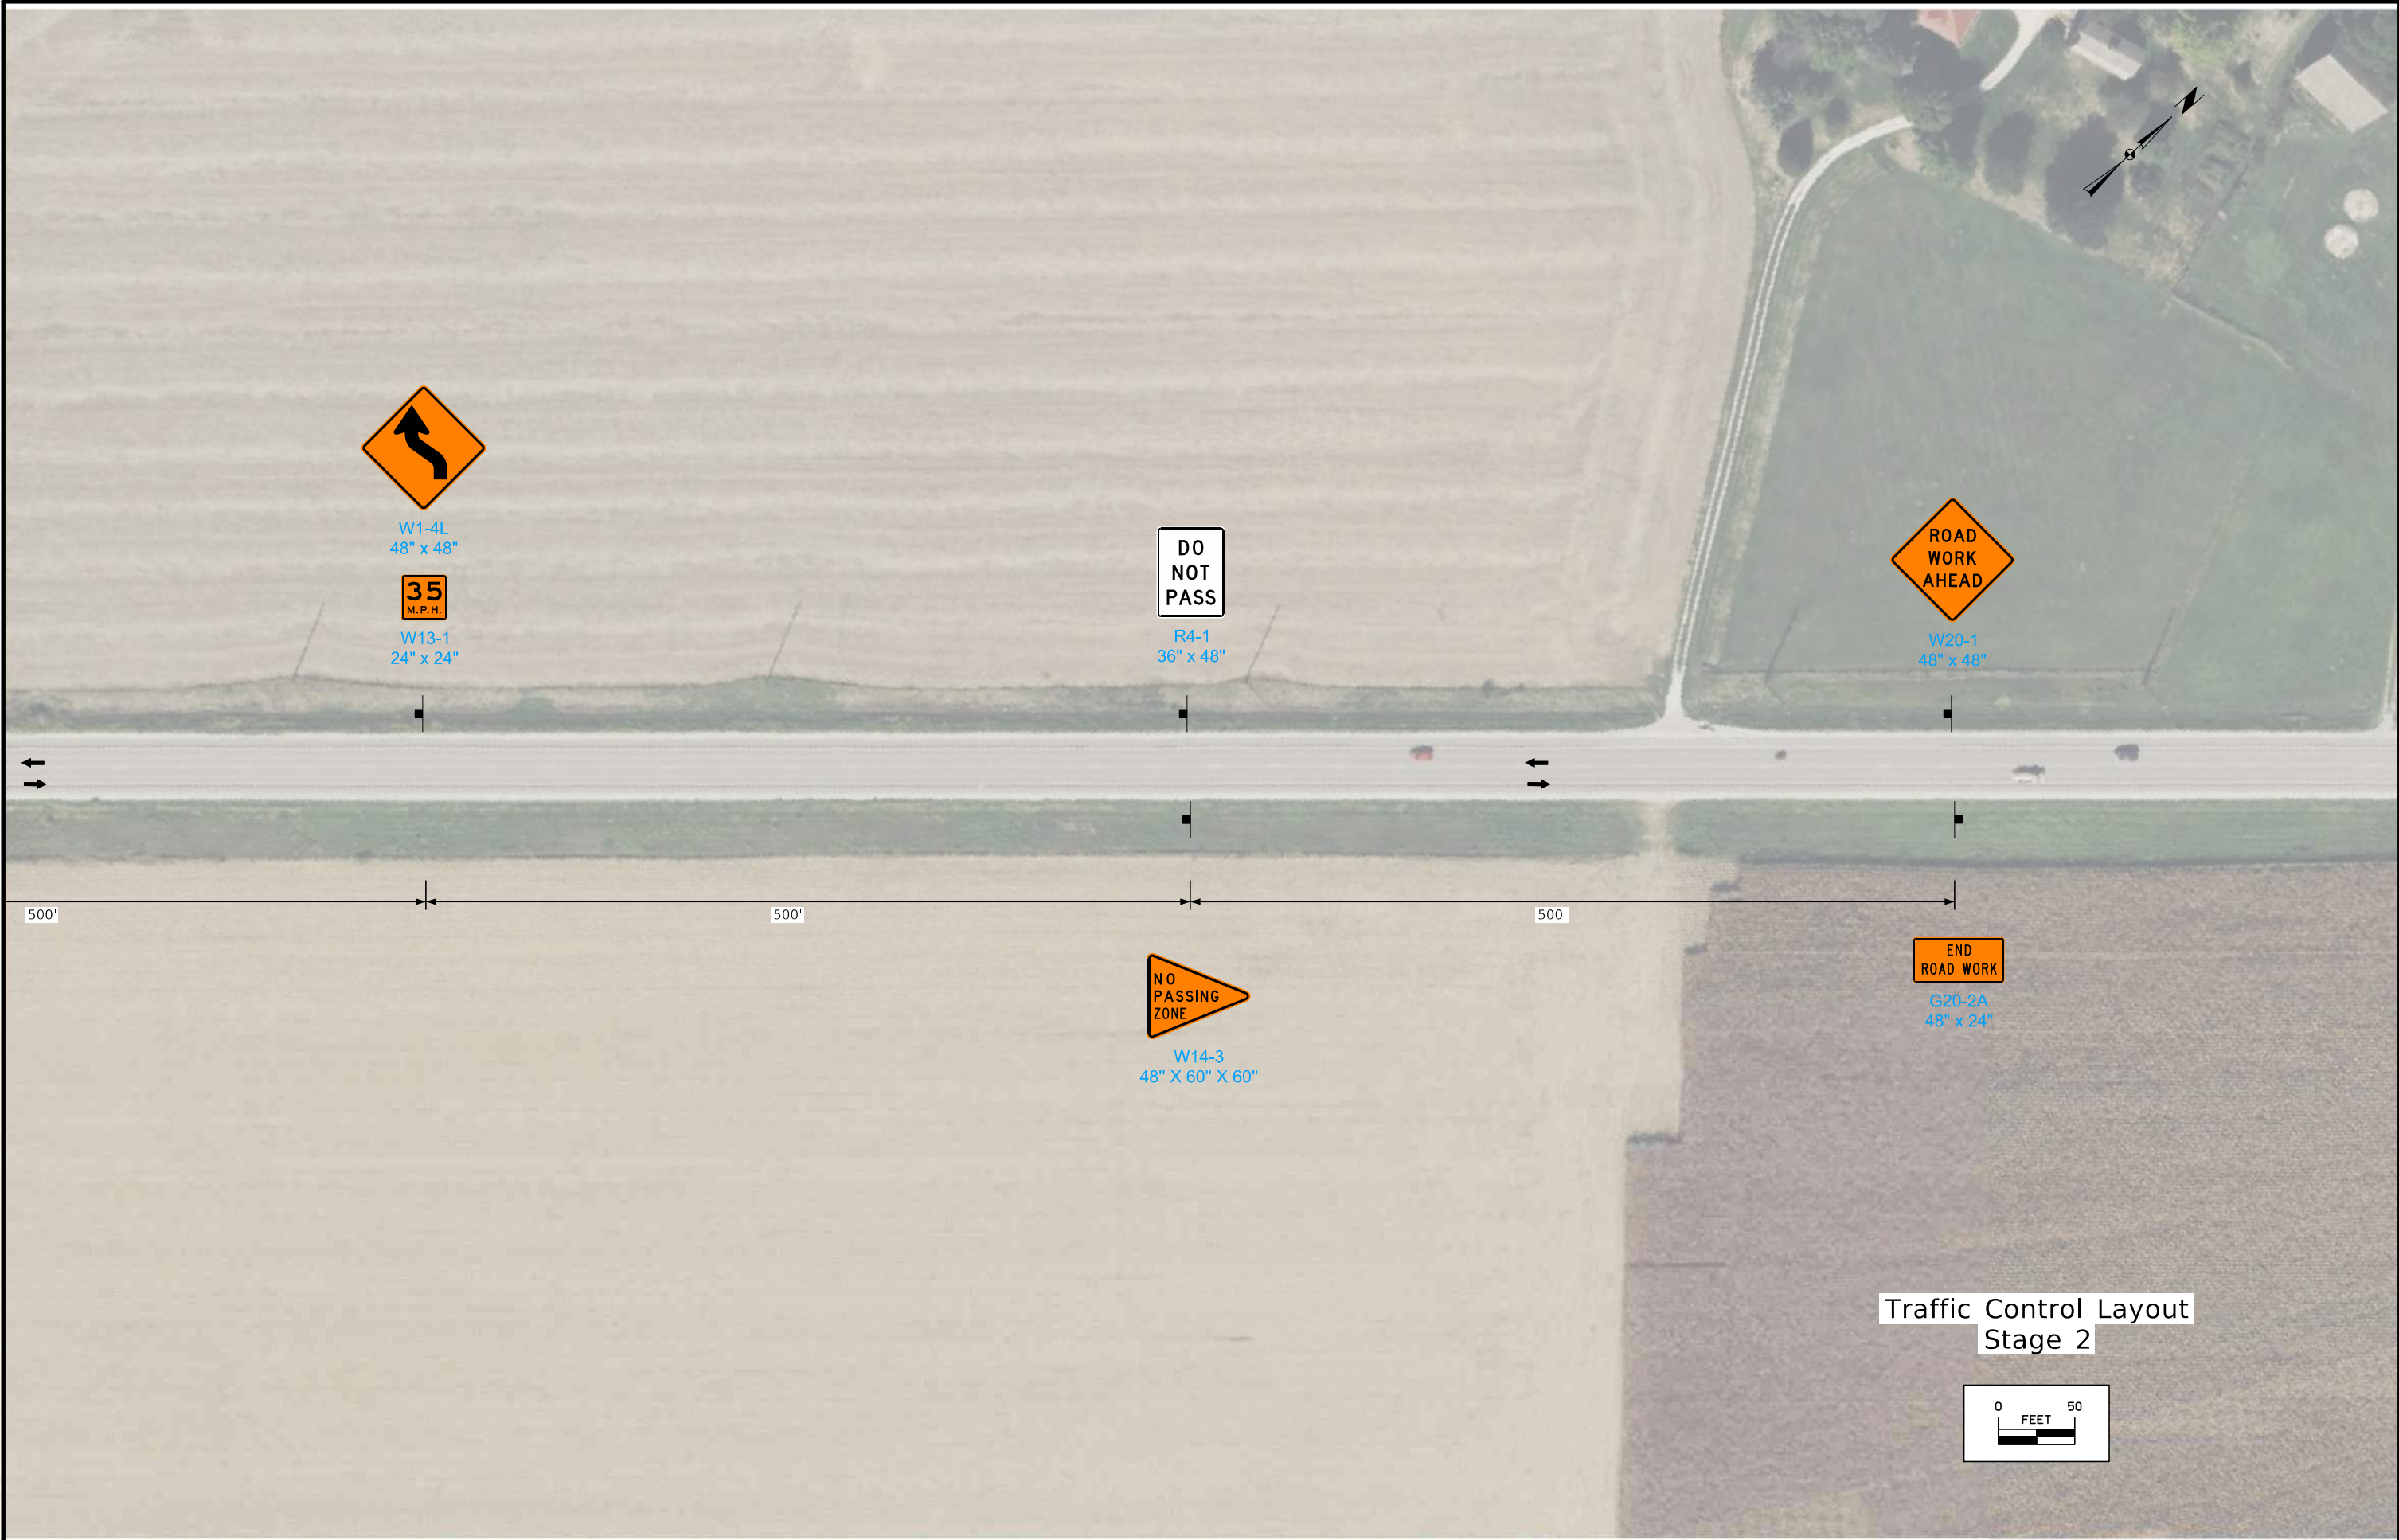 W1-4L
48" x 48"
35
M.P.H.
W13-1
24" x 24"
DO
NOT
PASS
R4-1
36" x 48"
ROAD
WORK
AHEAD
W20-1
48" x 48"
500'
500'
500'
NO
PASSING
ZONE
W14-3
48" X 60" X 60"
END
ROAD WORK
G20-2A
48" x 24"
Traffic Control Layout
Stage 2
0 50
FEET